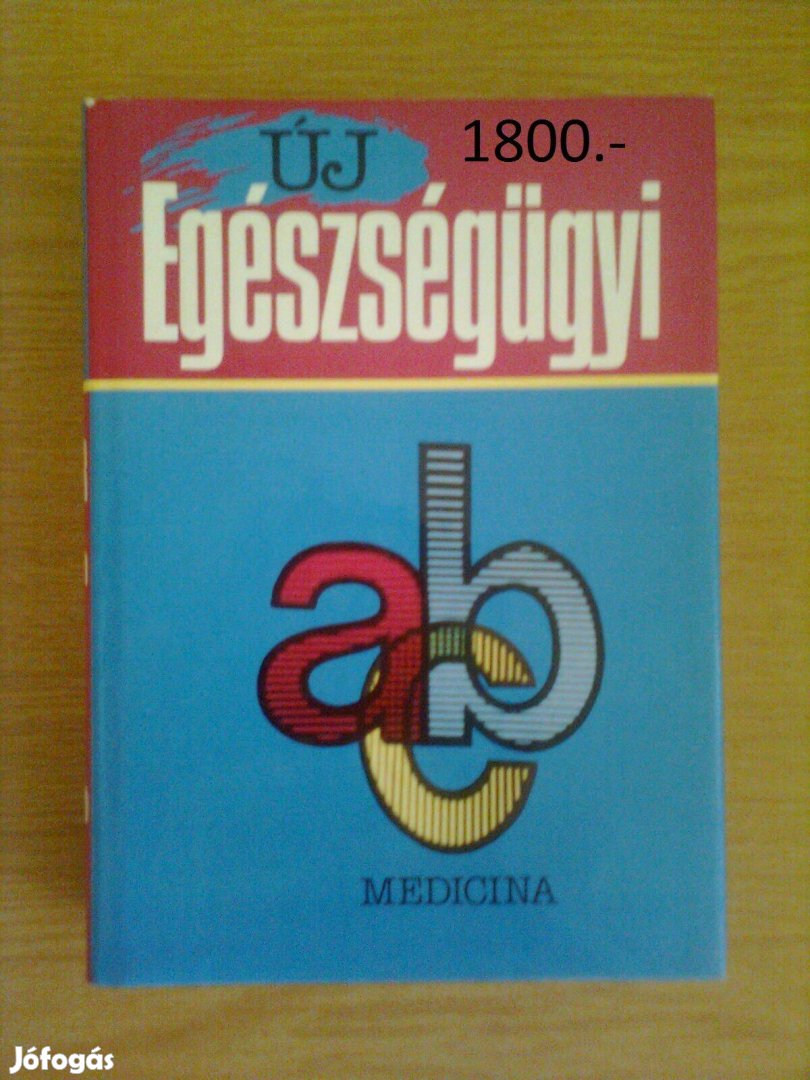 ÚJ 1800.-
Egészségügyi
abc
MEDICINA
Jófogás